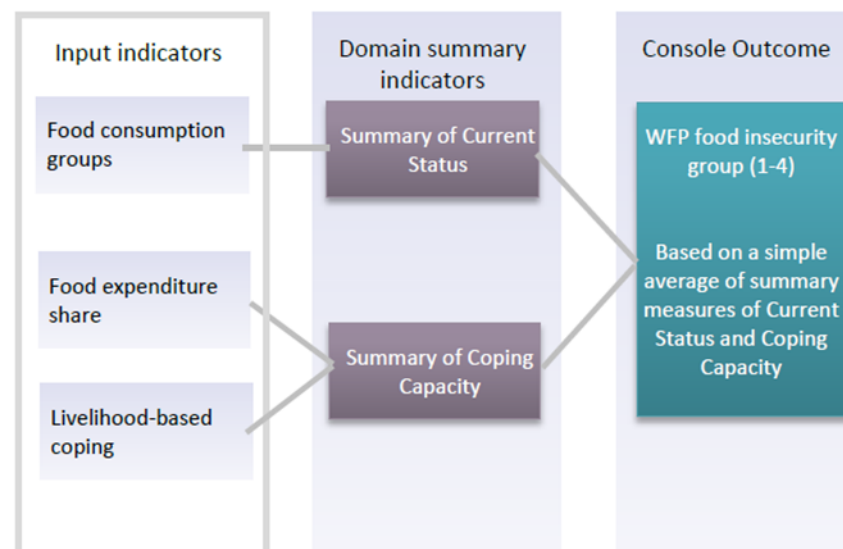 Input indicators
Food consumption
groups
Food expenditure
share
Livelihood-based
coping
Domain summary
indicators
Summary of Current
Status
Summary of Coping
Capacity
Console Outcome
WFP food insecurity
group (1-4)
Based on a simple
average of summary
measures of Current
Status and Coping
Capacity